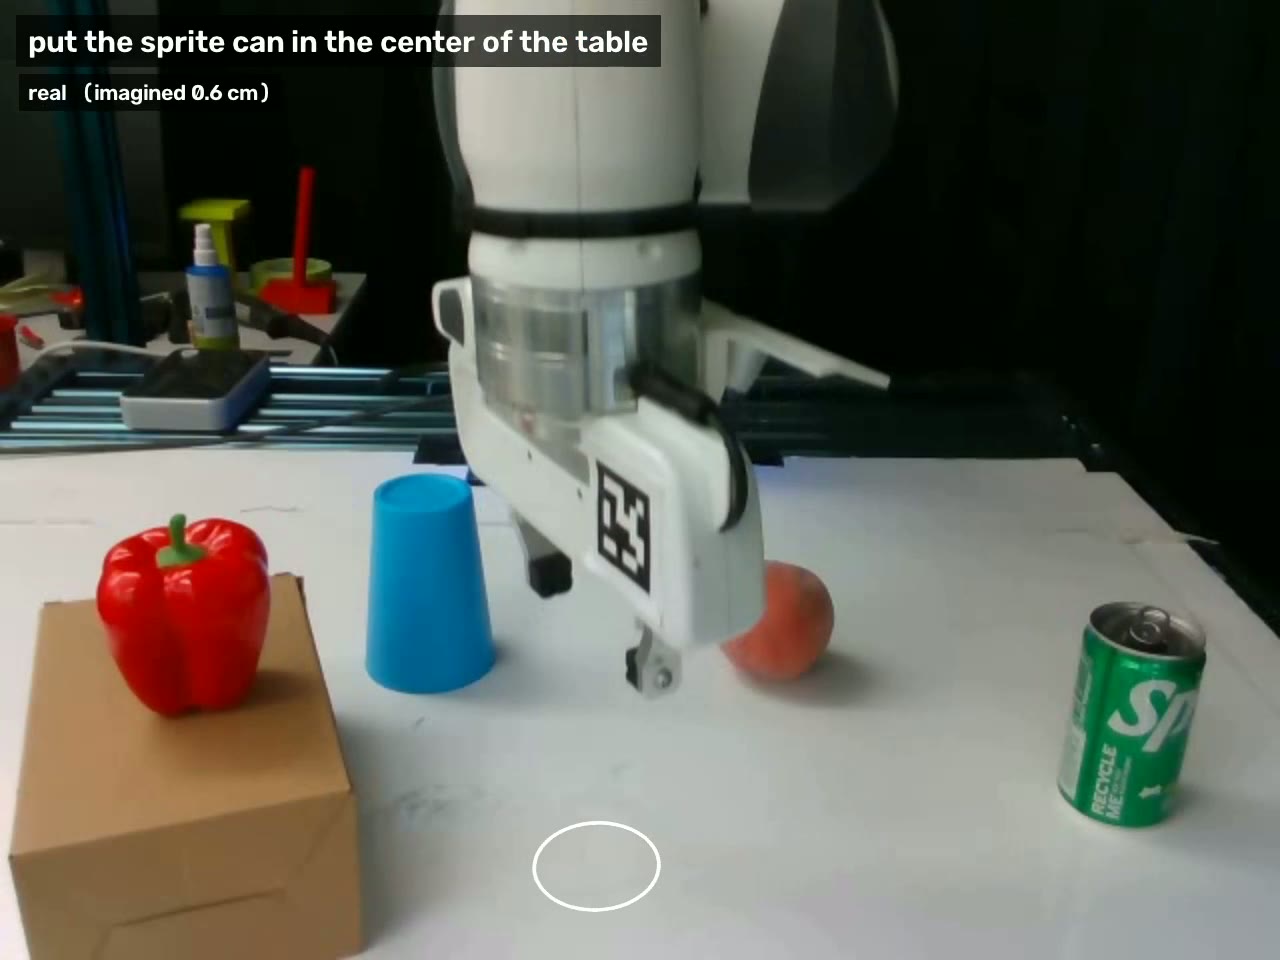 put the sprite can in the center of the table
real (imagined 0.6 cm)
Sp
RECYCLE
ME